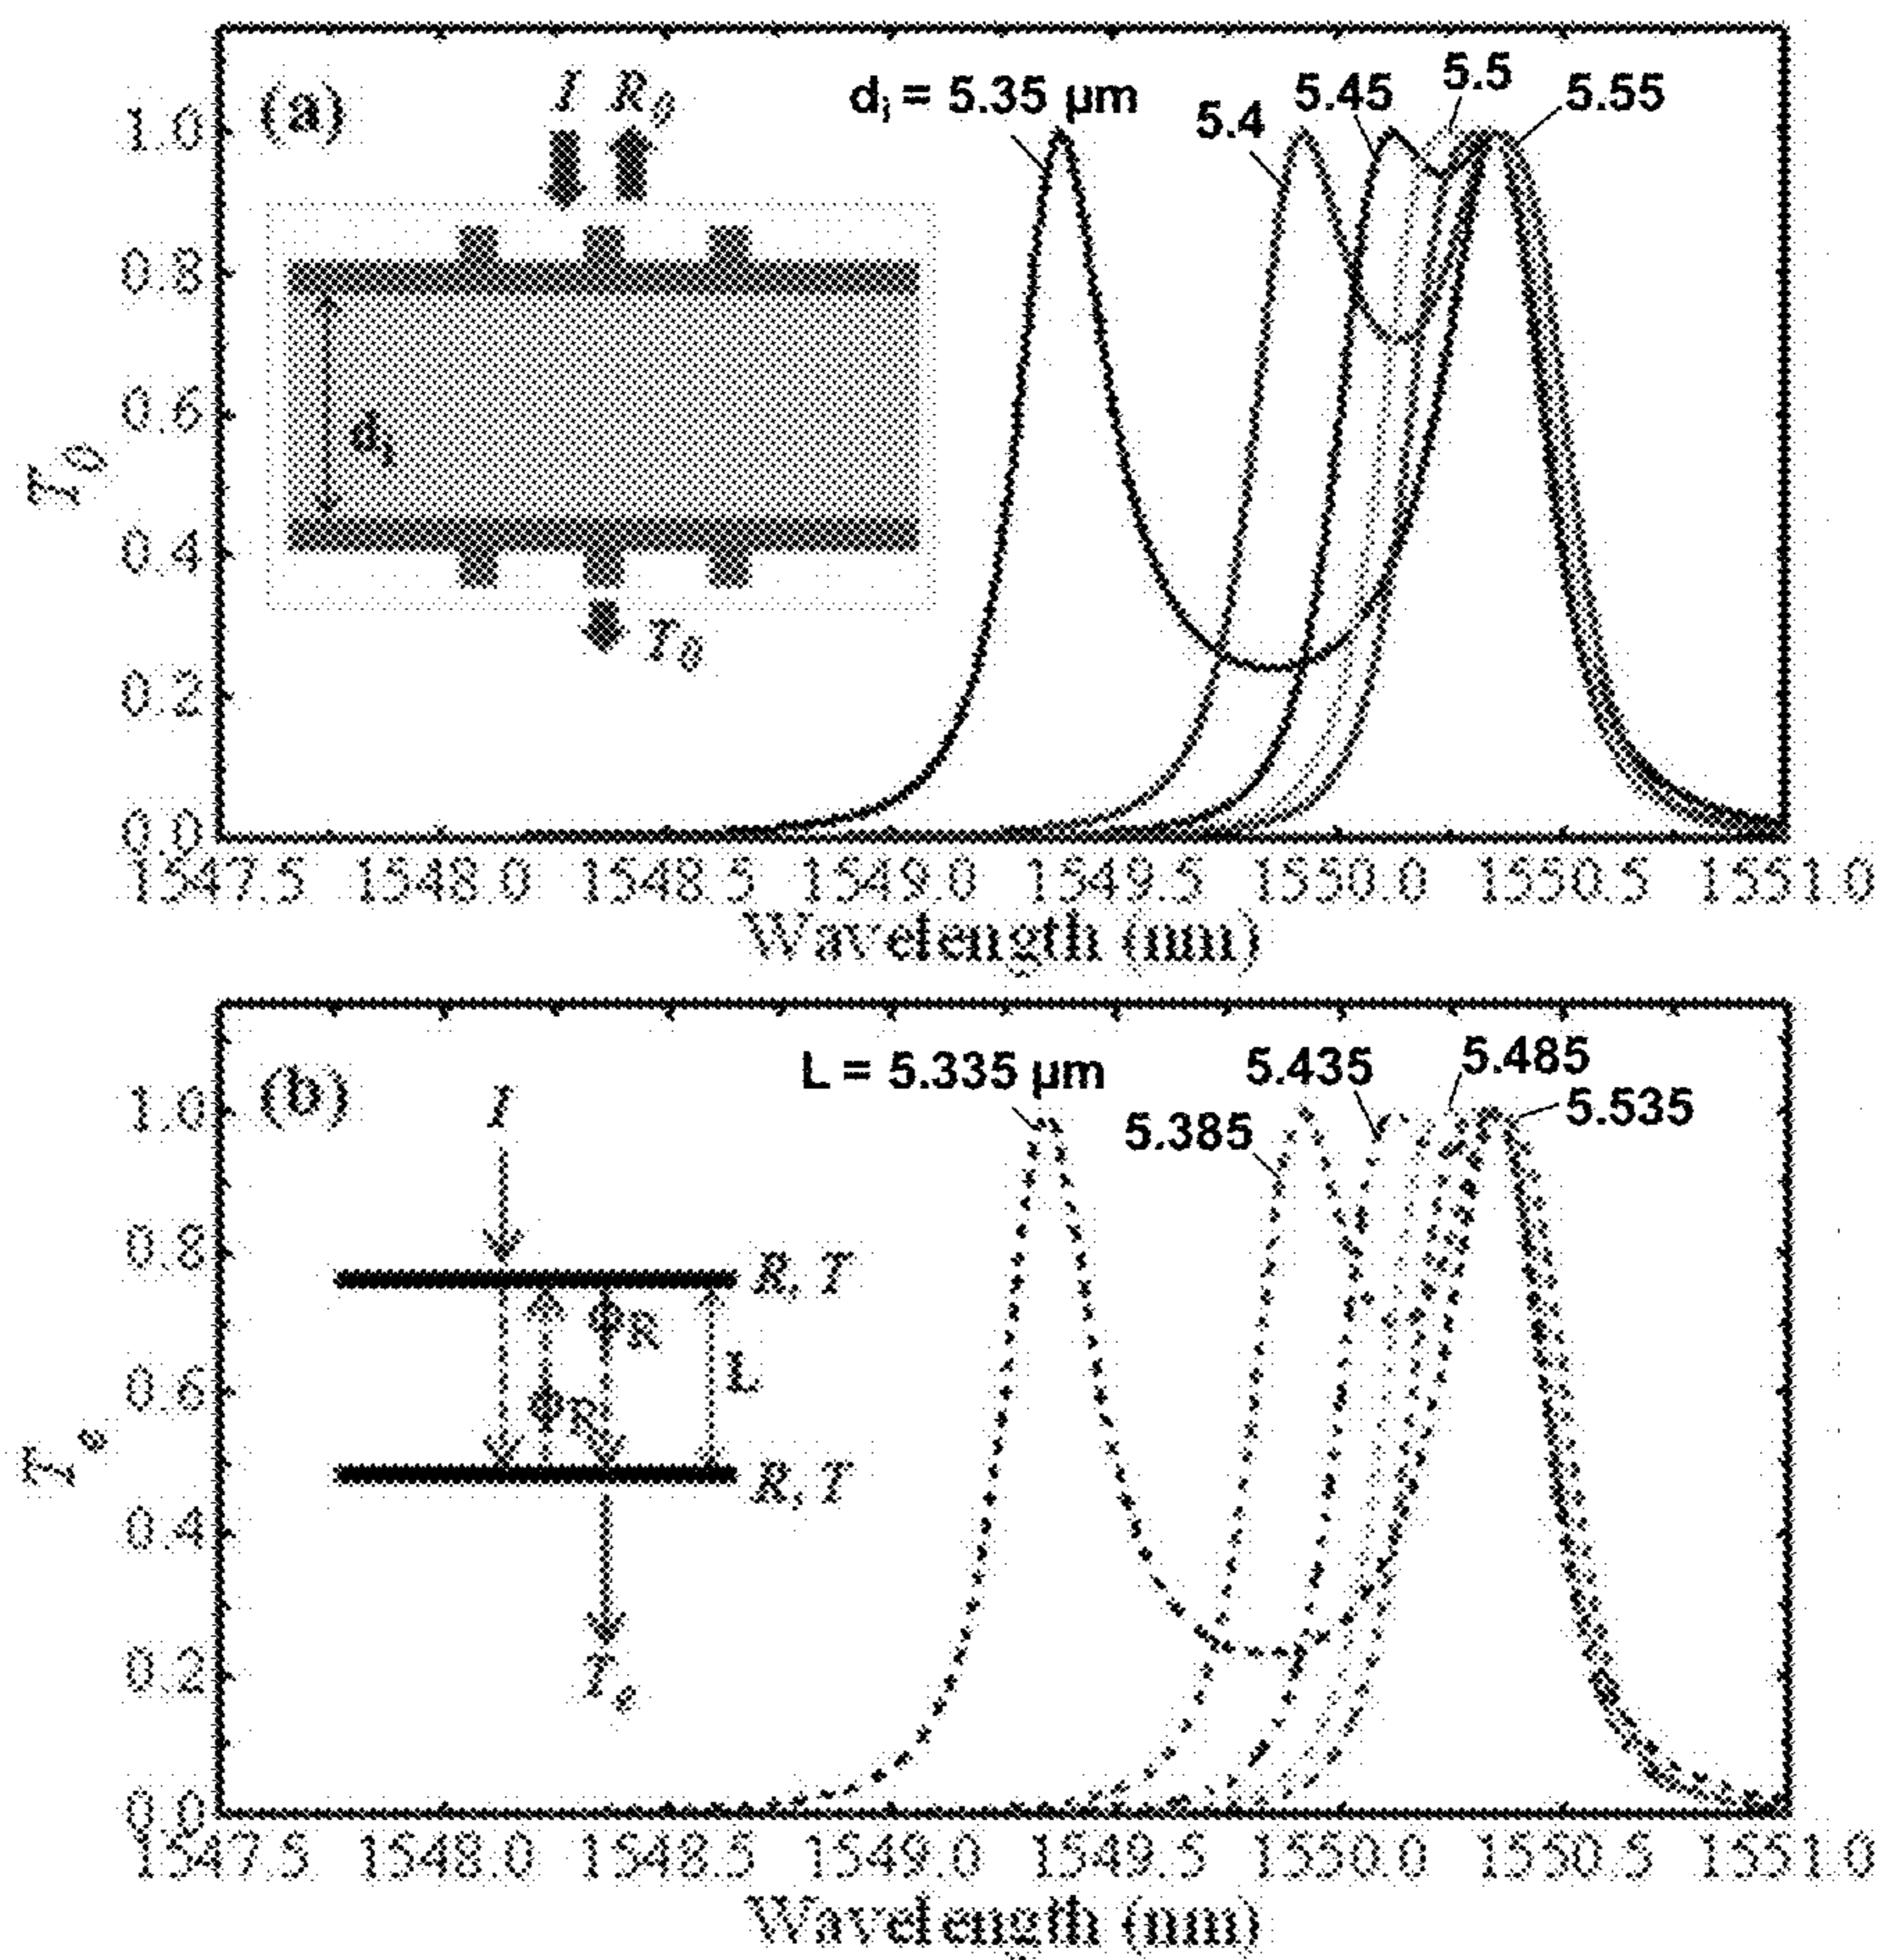 (a)
I R₀
dᵢ = 5.35 µm
5.4
5.45
5.5
5.55
1.0
0.8
0.6
0.4
0.2
0.0
T₀
dᵢ
T₀
1547.5 1548.0 1548.5 1549.0 1549.5 1550.0 1550.5 1551.0
Wavelength (nm)
(b)
I
L = 5.335 µm
5.385
5.435
5.485
5.535
1.0
0.8
0.6
0.4
0.2
0.0
Tₑ
R, T
ΦR
L
ΦR
R, T
Tₑ
1547.5 1548.0 1548.5 1549.0 1549.5 1550.0 1550.5 1551.0
Wavelength (nm)